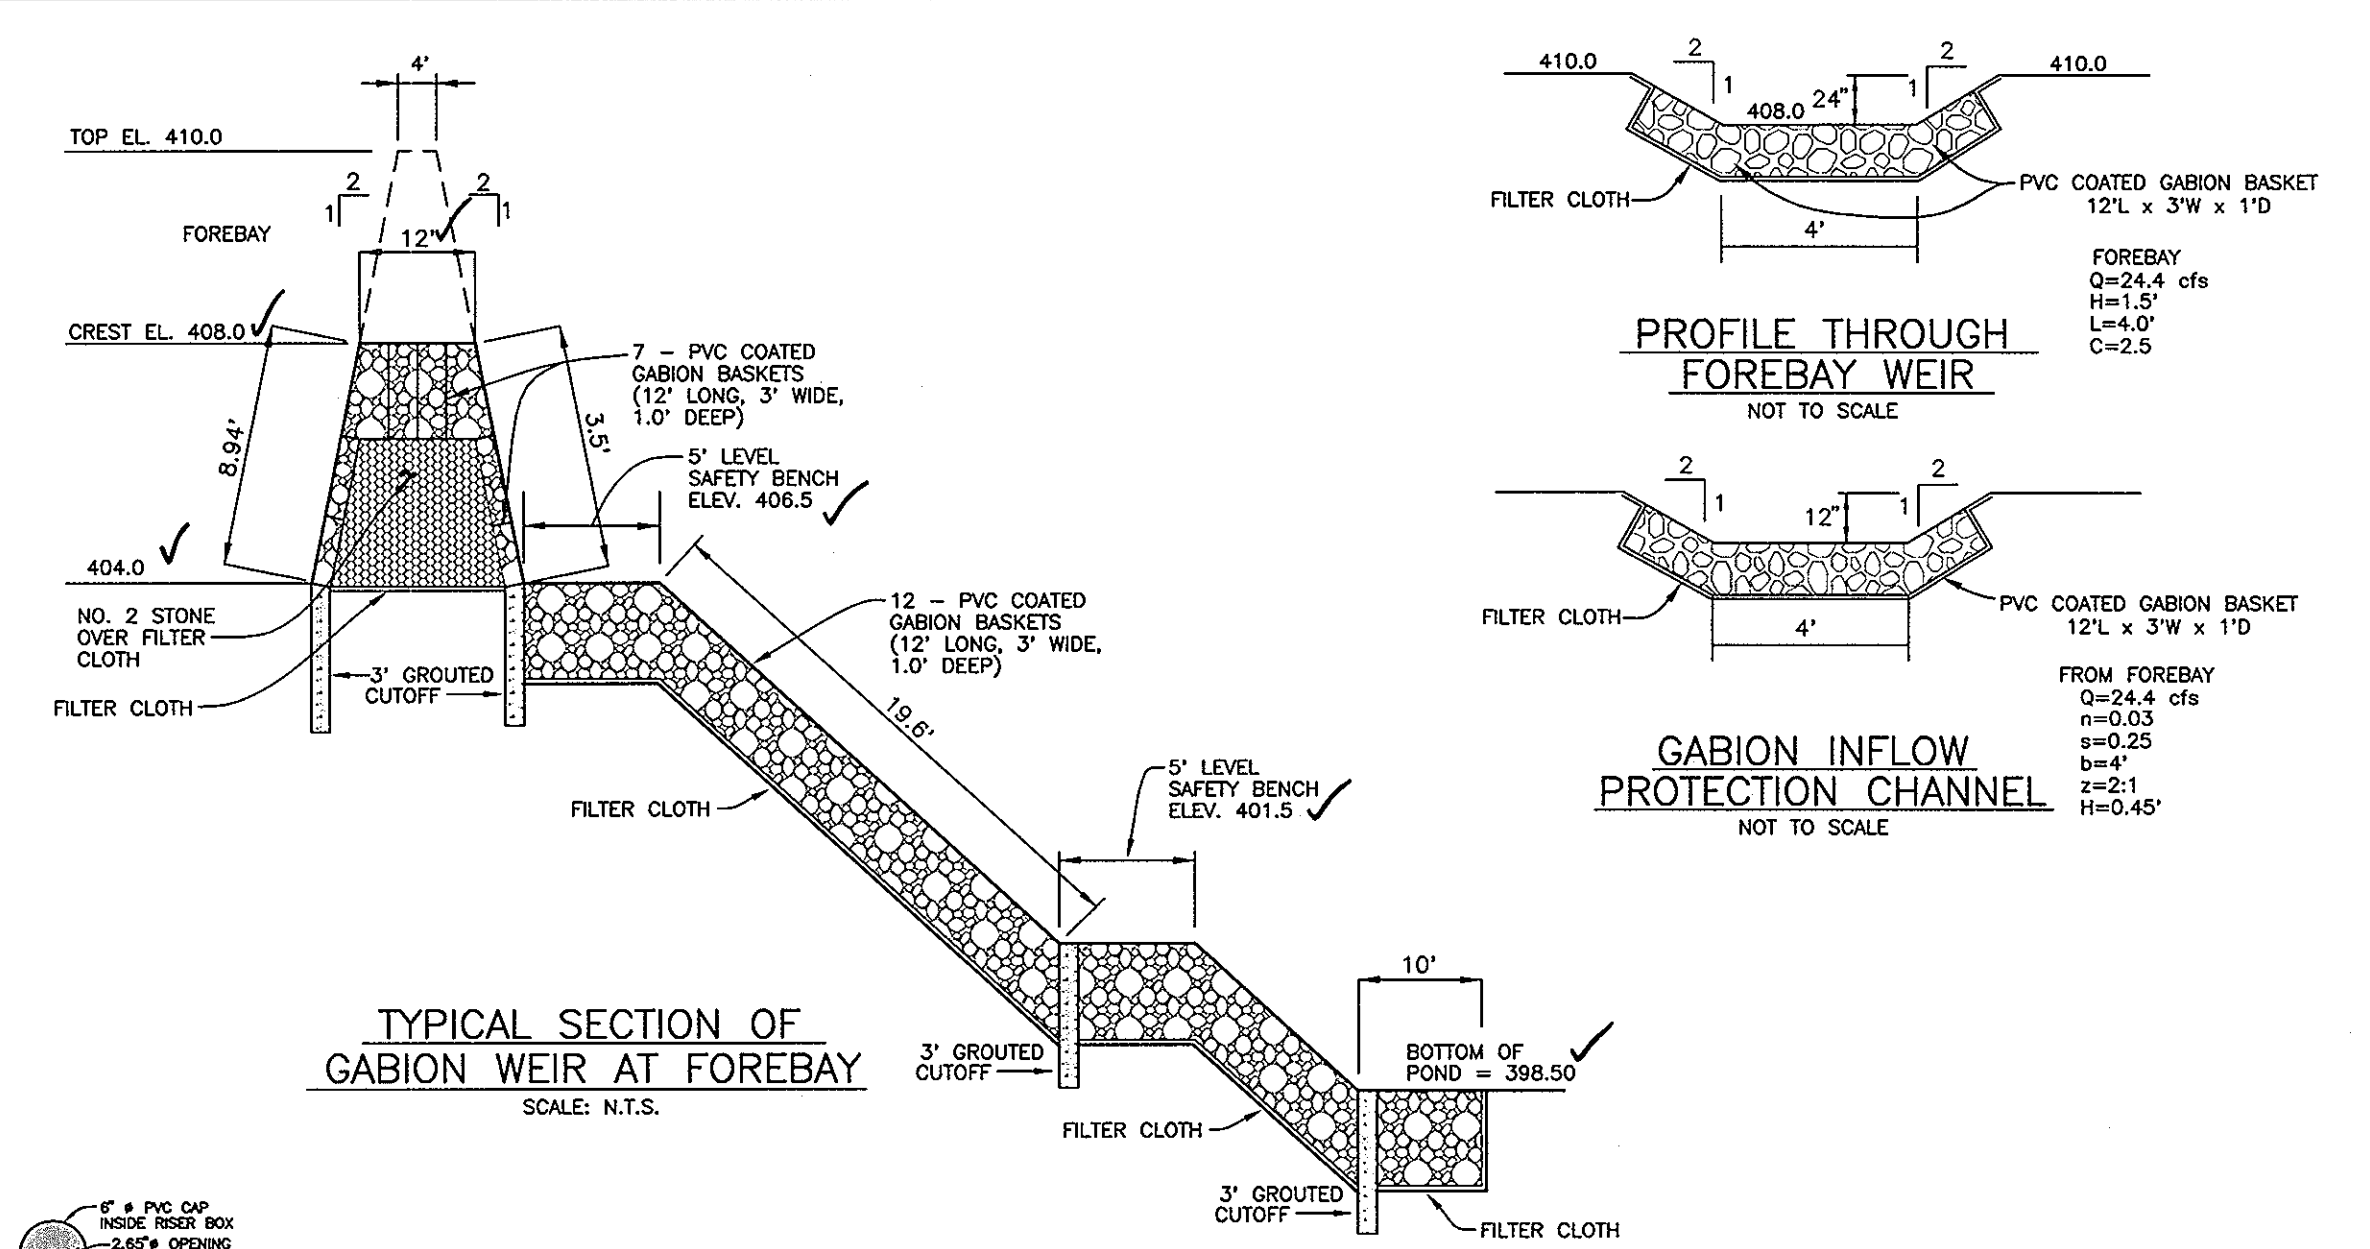 4'
TOP EL. 410.0
2
1
2
1
12"
FOREBAY
CREST EL. 408.0
8.94'
3.5'
7 - PVC COATED
GABION BASKETS
(12' LONG, 3' WIDE,
1.0' DEEP)
5' LEVEL
SAFETY BENCH
ELEV. 406.5
404.0
NO. 2 STONE
OVER FILTER
CLOTH
3' GROUTED
CUTOFF
FILTER CLOTH
12 - PVC COATED
GABION BASKETS
(12' LONG, 3' WIDE,
1.0' DEEP)
19.6'
FILTER CLOTH
5' LEVEL
SAFETY BENCH
ELEV. 401.5
10'
3' GROUTED
CUTOFF
BOTTOM OF
POND = 398.50
FILTER CLOTH
3' GROUTED
CUTOFF
FILTER CLOTH
TYPICAL SECTION OF
GABION WEIR AT FOREBAY
SCALE: N.T.S.
6" ø PVC CAP
INSIDE RISER BOX
2.65"ø OPENING
410.0
2
1
408.0
24"
1
2
410.0
FILTER CLOTH
PVC COATED GABION BASKET
12'L x 3'W x 1'D
4'
FOREBAY
Q=24.4 cfs
H=1.5'
L=4.0'
C=2.5
PROFILE THROUGH
FOREBAY WEIR
NOT TO SCALE
2
1
12"
1
2
FILTER CLOTH
PVC COATED GABION BASKET
12'L x 3'W x 1'D
4'
FROM FOREBAY
Q=24.4 cfs
n=0.03
s=0.25
b=4'
z=2:1
H=0.45'
GABION INFLOW
PROTECTION CHANNEL
NOT TO SCALE